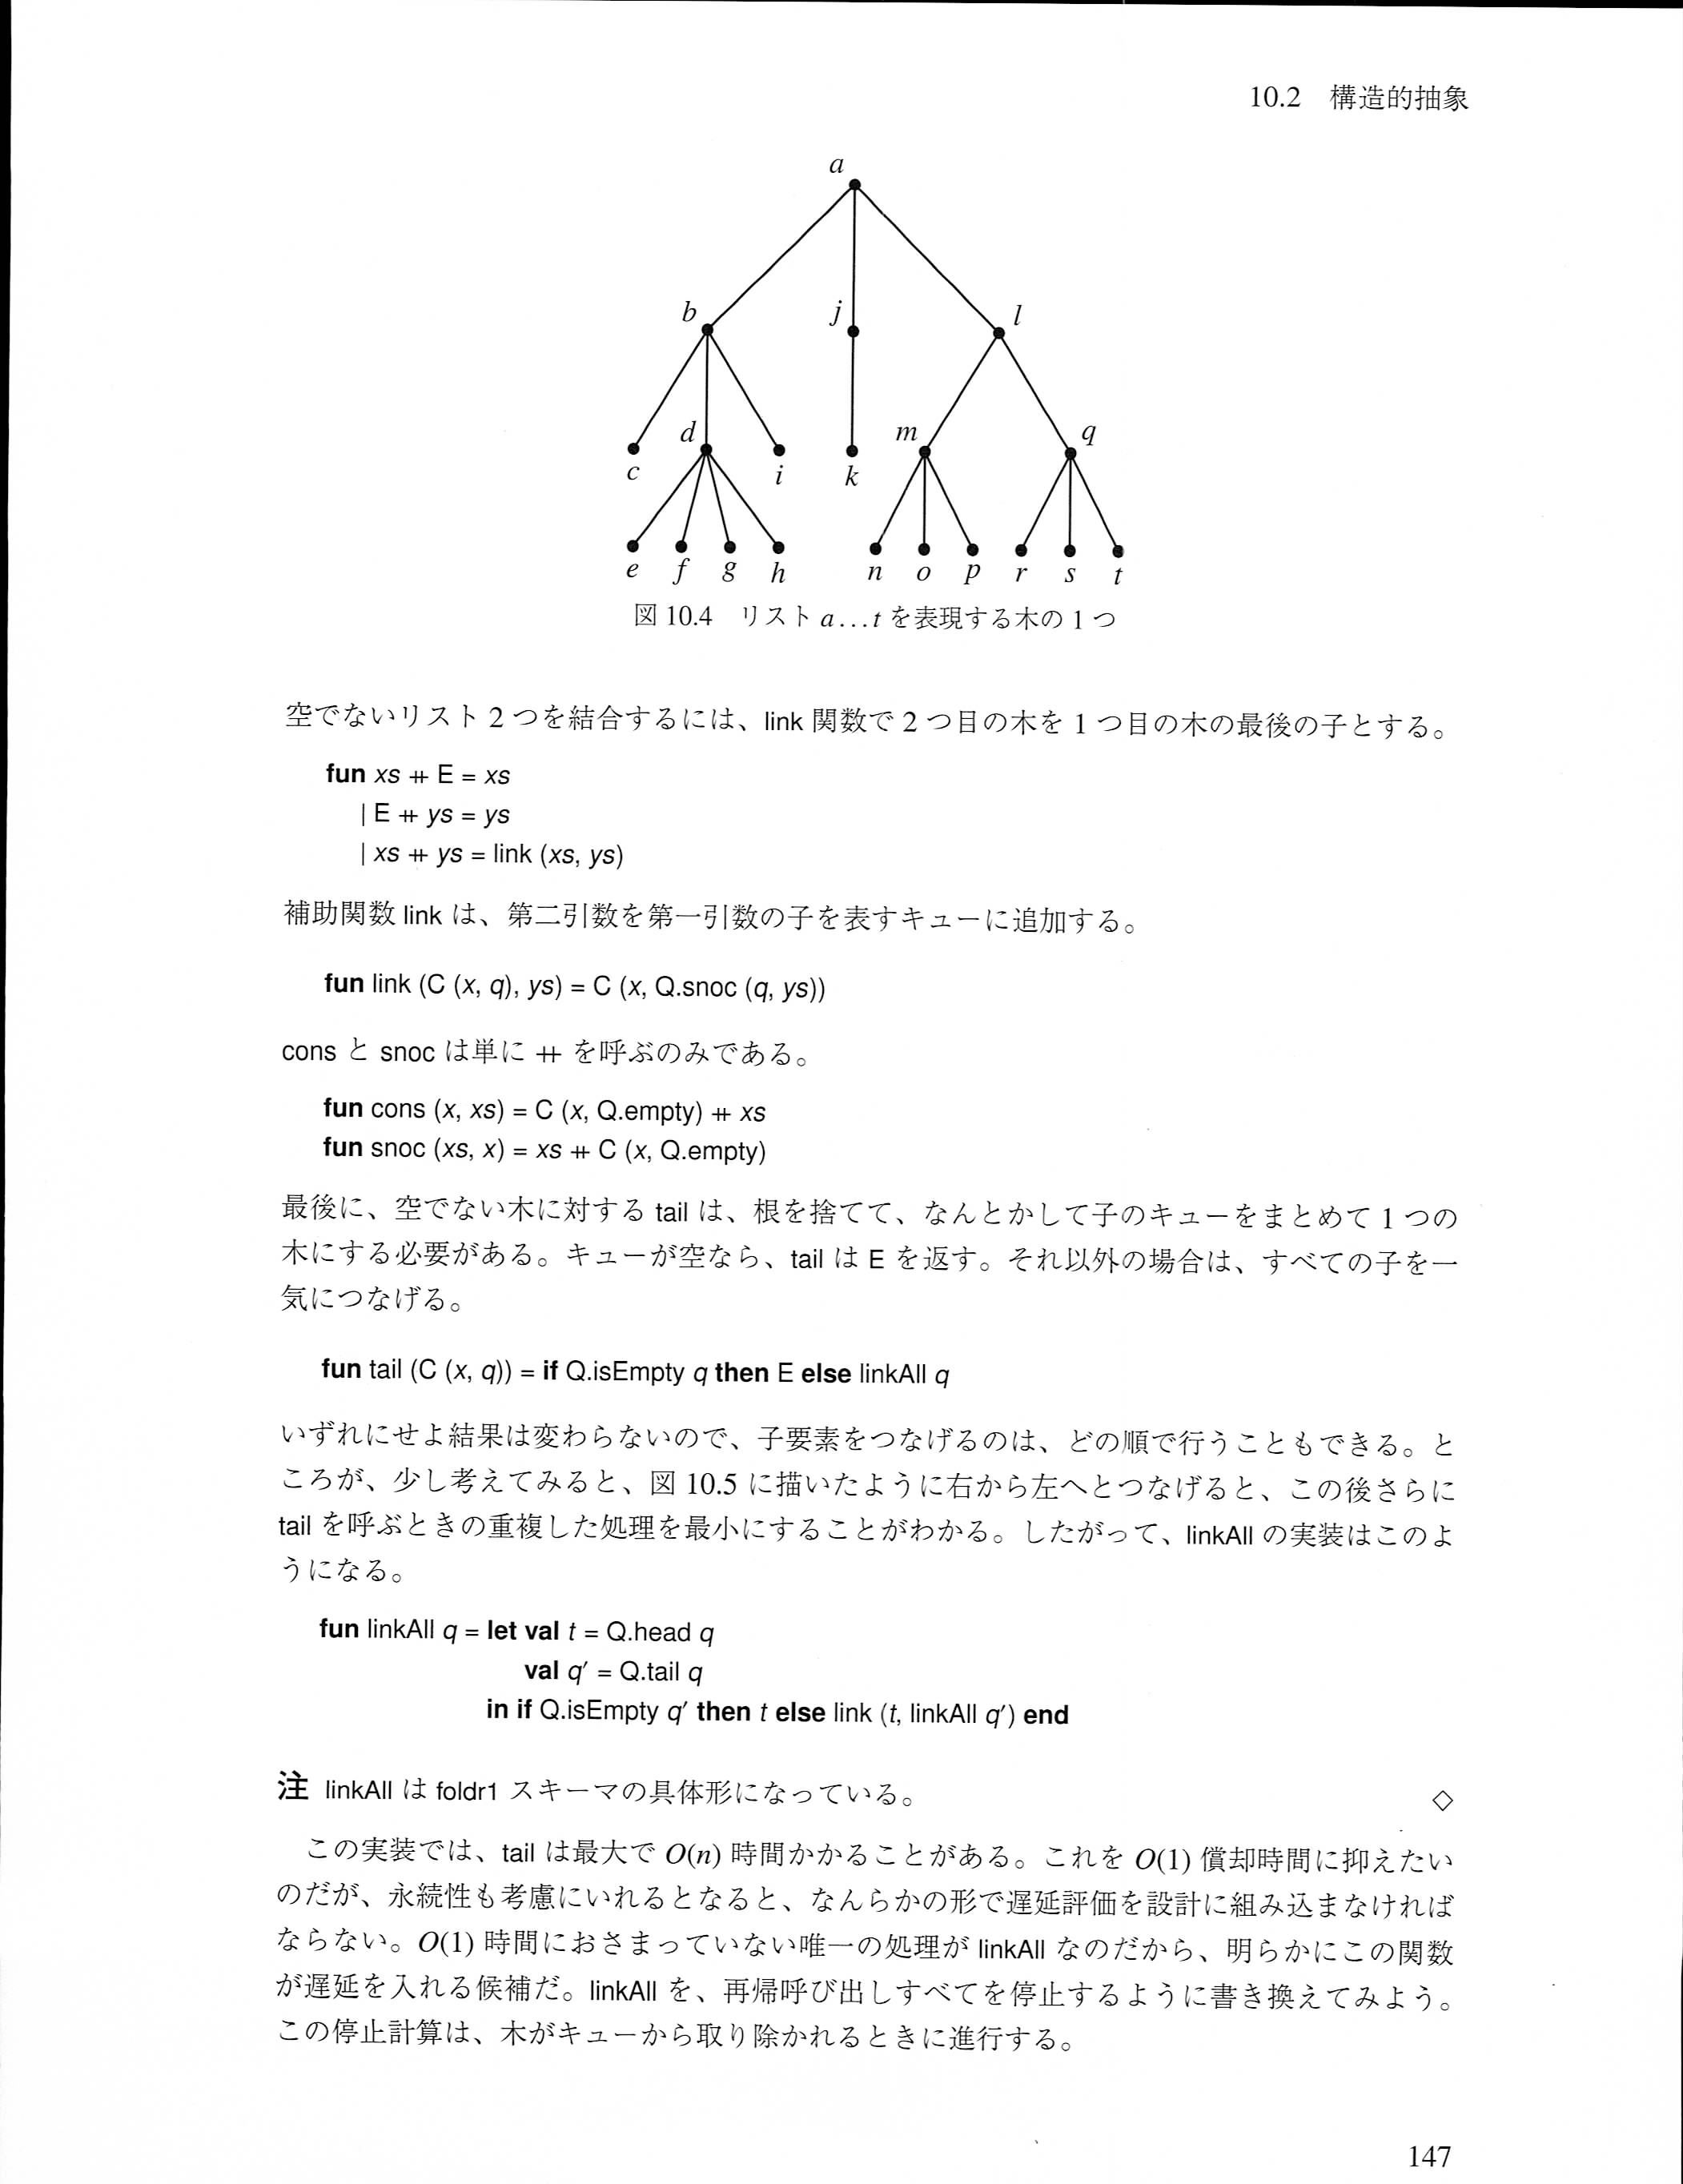 10.2 構造的抽象
a
b j l
d m q
c i k
e f g h n o p r s t
図 10.4 リスト a...t を表現する木の 1 つ
空でないリスト 2 つを結合するには、link 関数で 2 つ目の木を 1 つ目の木の最後の子とする。
fun xs ⧺ E = xs
| E ⧺ ys = ys
| xs ⧺ ys = link (xs, ys)
補助関数 link は、第二引数を第一引数の子を表すキューに追加する。
fun link (C (x, q), ys) = C (x, Q.snoc (q, ys))
cons と snoc は単に ⧺ を呼ぶのみである。
fun cons (x, xs) = C (x, Q.empty) ⧺ xs
fun snoc (xs, x) = xs ⧺ C (x, Q.empty)
最後に、空でない木に対する tail は、根を捨てて、なんとかして子のキューをまとめて 1 つの
木にする必要がある。キューが空なら、tail は E を返す。それ以外の場合は、すべての子を一
気につなげる。
fun tail (C (x, q)) = if Q.isEmpty q then E else linkAll q
いずれにせよ結果は変わらないので、子要素をつなげるのは、どの順で行うこともできる。と
ころが、少し考えてみると、図 10.5 に描いたように右から左へとつなげると、この後さらに
tail を呼ぶときの重複した処理を最小にすることがわかる。したがって、linkAll の実装はこのよ
うになる。
fun linkAll q = let val t = Q.head q
val q′ = Q.tail q
in if Q.isEmpty q′ then t else link (t, linkAll q′) end
注 linkAll は foldr1 スキーマの具体形になっている。 ◇
この実装では、tail は最大で O(n) 時間かかることがある。これを O(1) 償却時間に抑えたい
のだが、永続性も考慮にいれるとなると、なんらかの形で遅延評価を設計に組み込まなければ
ならない。O(1) 時間におさまっていない唯一の処理が linkAll なのだから、明らかにこの関数
が遅延を入れる候補だ。linkAll を、再帰呼び出しすべてを停止するように書き換えてみよう。
この停止計算は、木がキューから取り除かれるときに進行する。
147